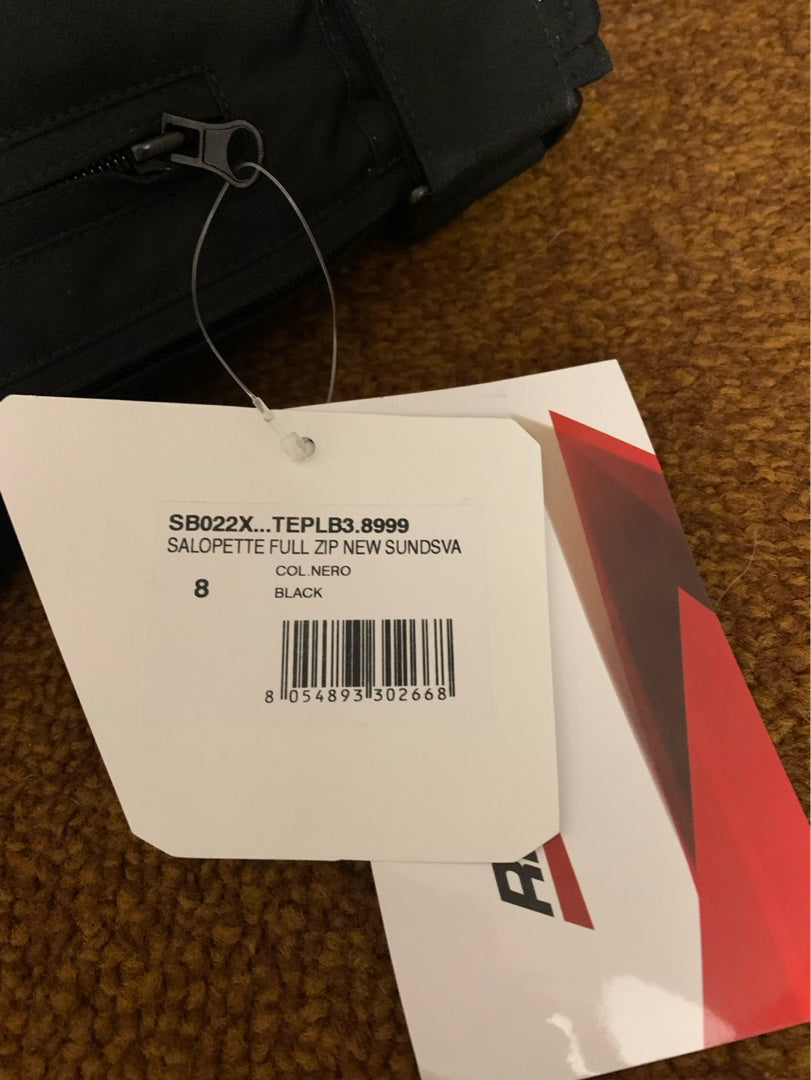 SB022X...TEPLB3.8999
SALOPETTE FULL ZIP NEW SUNDSVA
COL.NERO
8 BLACK
8 054893 302668